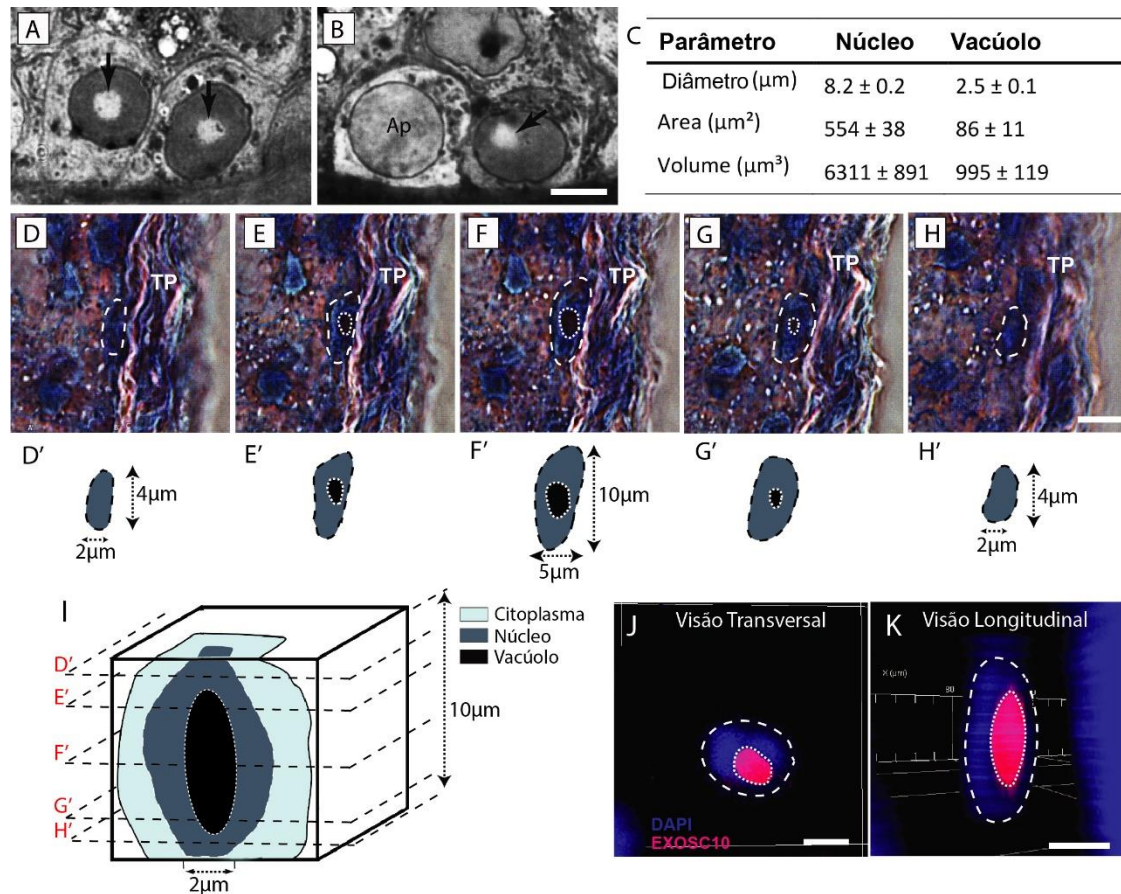 A
B
C
Parâmetro Núcleo Vacúolo
Diâmetro (µm) 8.2 ± 0.2 2.5 ± 0.1
Area (µm²) 554 ± 38 86 ± 11
Volume (µm³) 6311 ± 891 995 ± 119
Ap
D
E
F
G
H
TP
TP
TP
TP
TP
D'
E'
F'
G'
H'
4µm
2µm
10µm
5µm
4µm
2µm
I
Citoplasma
Núcleo
Vacúolo
D'
E'
F'
G'
H'
10µm
2µm
J
Visão Transversal
DAPI
EXOSC10
K
Visão Longitudinal
X (µm)
80